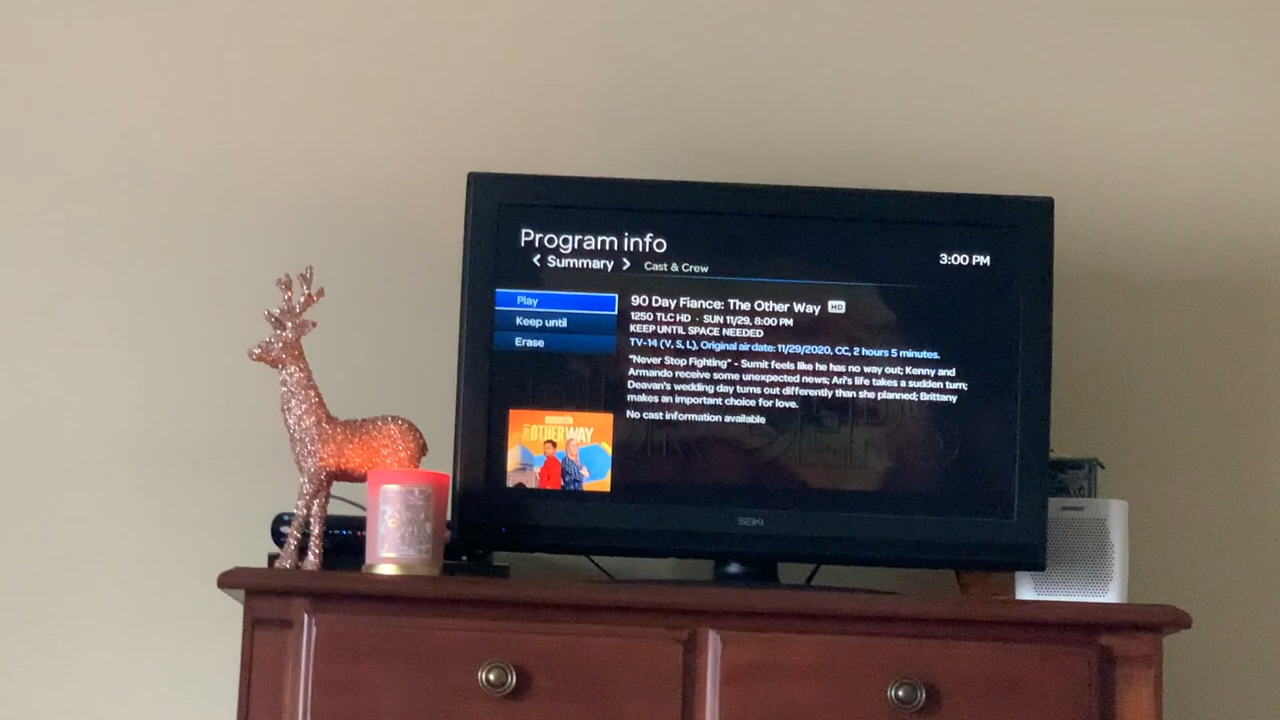 Program info
< Summary > Cast & Crew
3:00 PM
Play
Keep until
Erase
90 Day Fiance: The Other Way HD
1250 TLC HD · SUN 11/29, 8:00 PM
KEEP UNTIL SPACE NEEDED
TV-14 (V, S, L), Original air date: 11/29/2020, CC, 2 hours 5 minutes.
"Never Stop Fighting" - Sumit feels like he has no way out; Kenny and
Armando receive some unexpected news; Ari's life takes a sudden turn;
Deavan's wedding day turns out differently than she planned; Brittany
makes an important choice for love.
No cast information available
OTHER WAY
SEIKI
BOSE